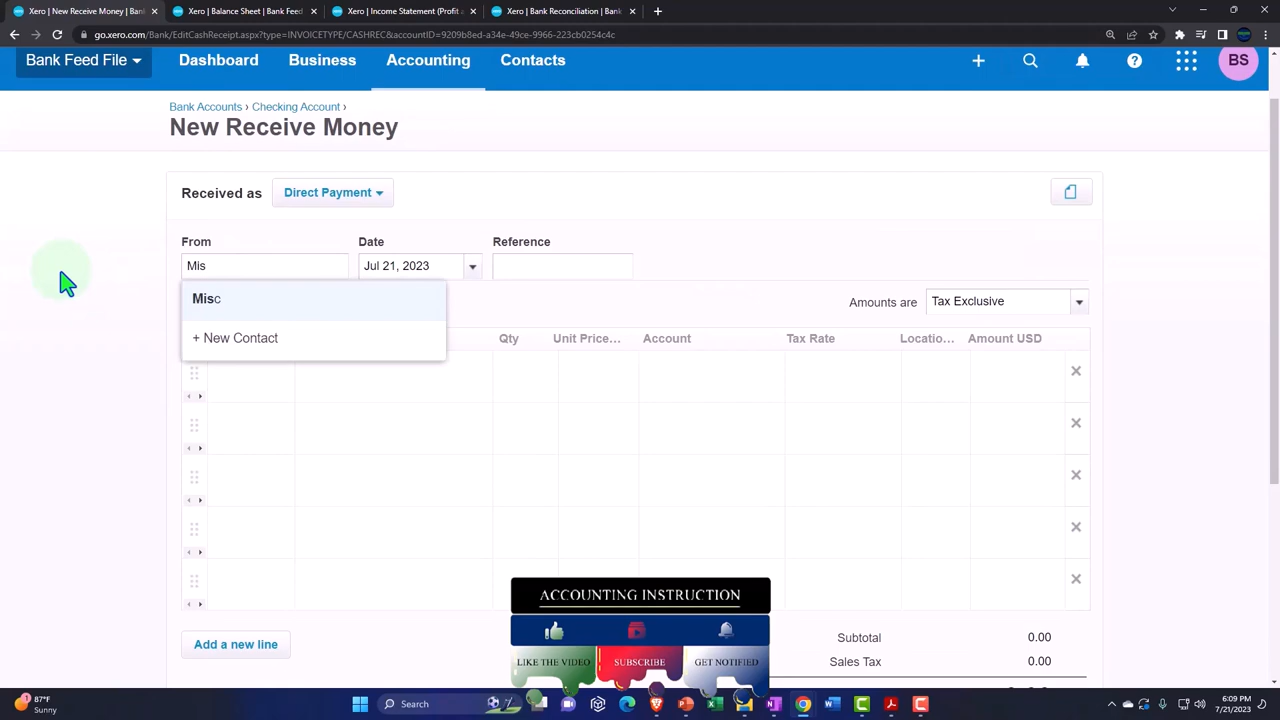 Xero | Bank Feed File |
Xero | Balance Sheet | Bank
Xero | Income Statement (Profit a
Xero | Bank Reconciliation | Bank
go.xero.com/Bank/EditCashReceipt.aspx?type=INVOICETYPE/CASHREC&accountID=9209b8ed-a34e-49ce-9966-223cb0254c4c
Bank Feed File Dashboard Business Accounting Contacts BS
Bank Accounts › Checking Account ›
New Receive Money
Received as Direct Payment
From Date Reference
Mis Jul 21, 2023
Misc
+ New Contact
Amounts are Tax Exclusive
Qty Unit Price... Account Tax Rate Locatio... Amount USD
Add a new line
Subtotal 0.00
Sales Tax 0.00
ACCOUNTING INSTRUCTION
LIKE THE VIDEO SUBSCRIBE GET NOTIFIED
87°F
Sunny
Search
6:09 PM
7/21/2023